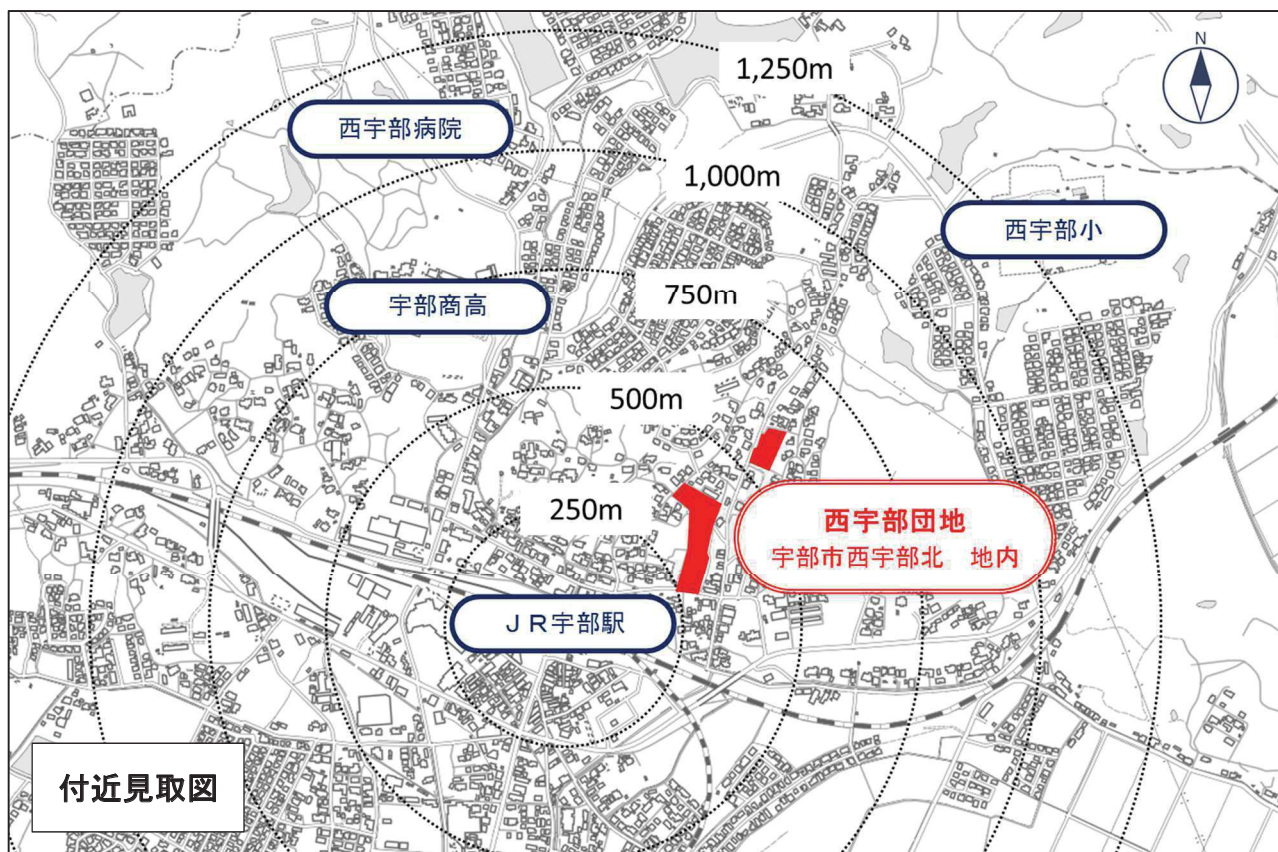 N
1,250m
西宇部病院
1,000m
西宇部小
750m
宇部商高
500m
250m
西宇部団地
宇部市西宇部北　地内
ＪＲ宇部駅
付近見取図